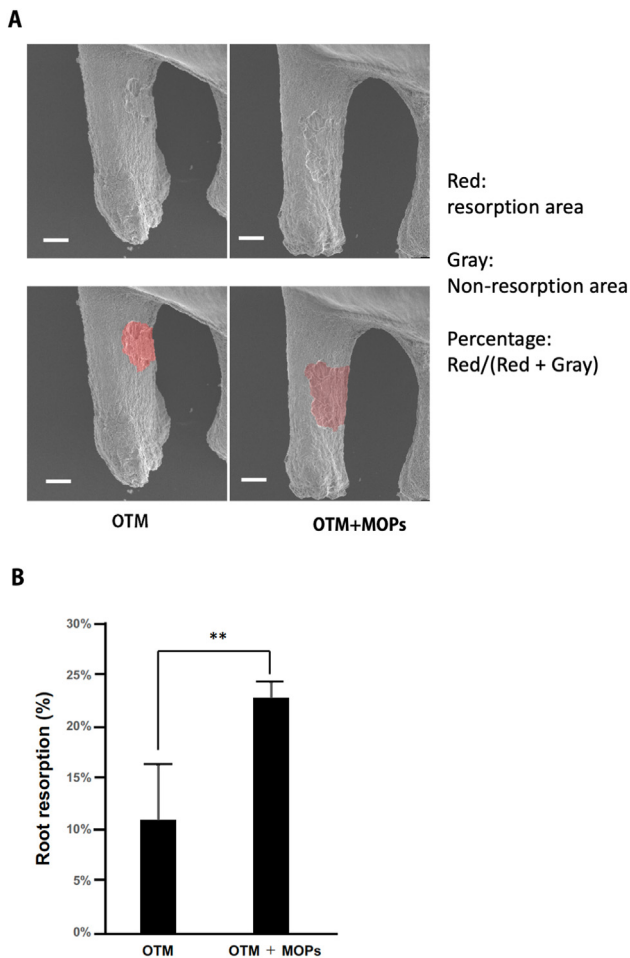 A
Red:
resorption area
Gray:
Non-resorption area
Percentage:
Red/(Red + Gray)
OTM
OTM+MOPs
B
**
30%
25%
20%
15%
10%
5%
0%
Root resorption (%)
OTM
OTM + MOPs